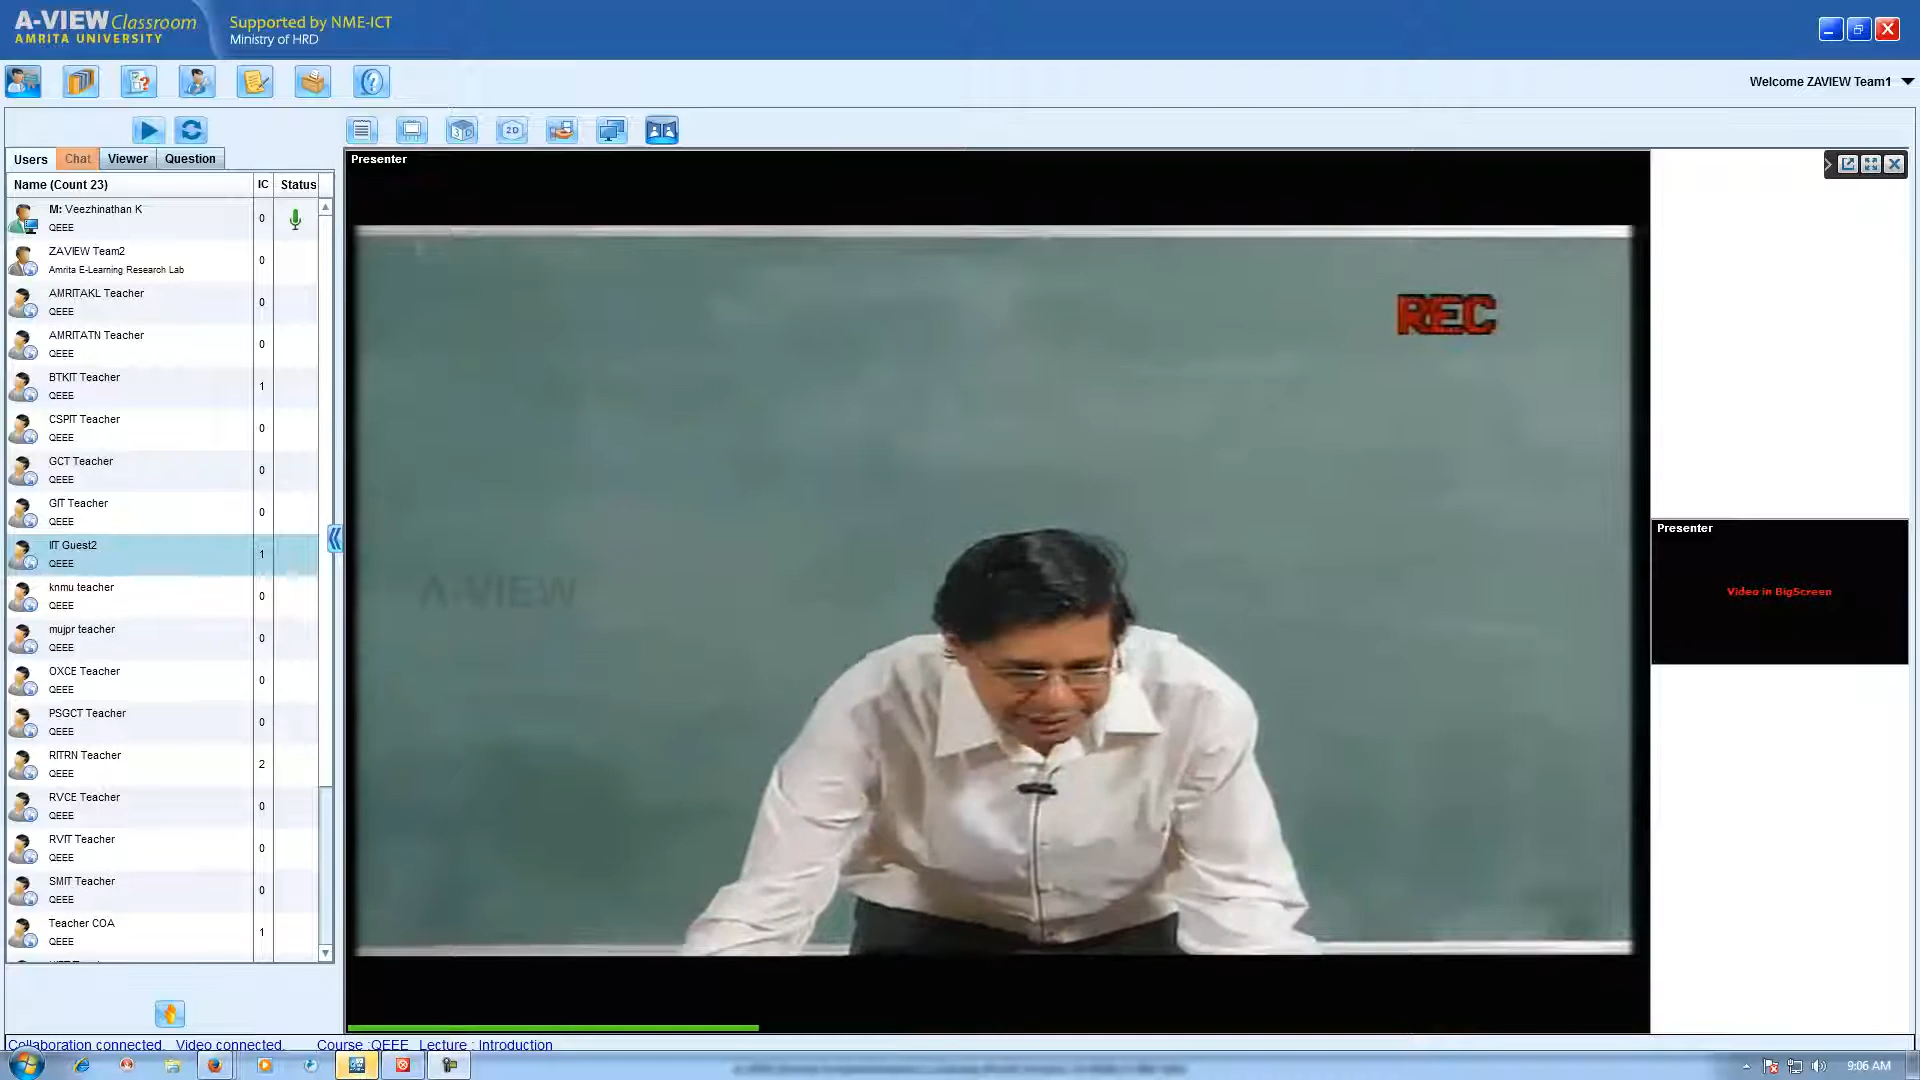 A-VIEW Classroom
AMRITA UNIVERSITY
Supported by NME-ICT
Ministry of HRD
Welcome ZAVIEW Team1
3D
2D
Users
Chat
Viewer
Question
Name (Count 23)
IC
Status
M: Veezhinathan K
QEEE
0
ZAVIEW Team2
Amrita E-Learning Research Lab
0
AMRITAKL Teacher
QEEE
0
AMRITATN Teacher
QEEE
0
BTKIT Teacher
QEEE
1
CSPIT Teacher
QEEE
0
GCT Teacher
QEEE
0
GIT Teacher
QEEE
0
IIT Guest2
QEEE
1
knmu teacher
QEEE
0
mujpr teacher
QEEE
0
OXCE Teacher
QEEE
0
PSGCT Teacher
QEEE
0
RITRN Teacher
QEEE
2
RVCE Teacher
QEEE
0
RVIT Teacher
QEEE
0
SMIT Teacher
QEEE
0
Teacher COA
QEEE
1
Presenter
REC
A-VIEW
Presenter
Video in BigScreen
Collaboration connected. Video connected. Course :QEEE Lecture : Introduction
9:06 AM